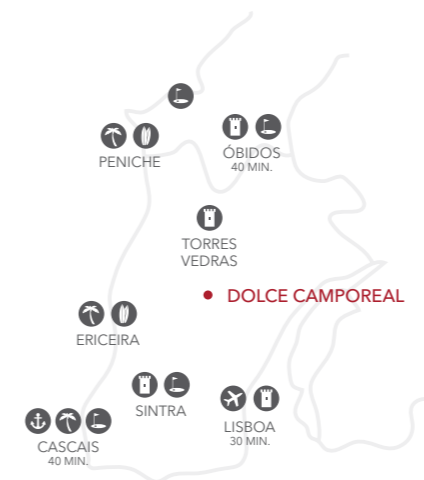 PENICHE
ÓBIDOS
40 MIN.
TORRES
VEDRAS
DOLCE CAMPOREAL
ERICEIRA
SINTRA
LISBOA
30 MIN.
CASCAIS
40 MIN.